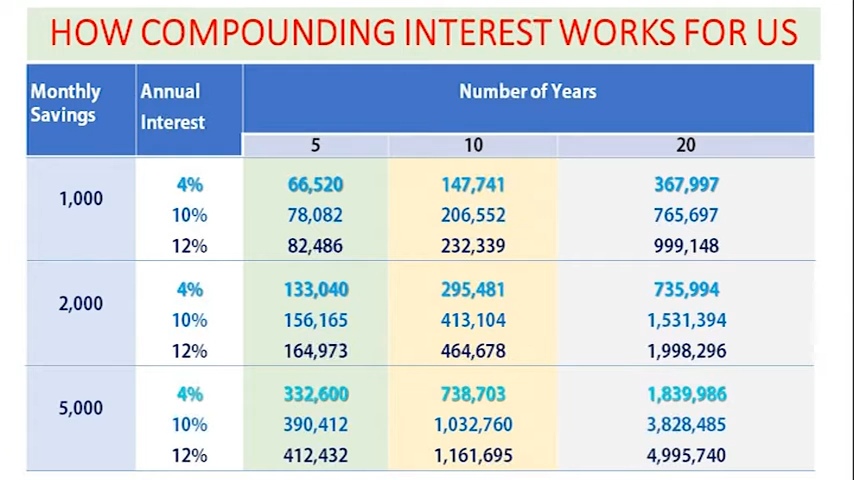 HOW COMPOUNDING INTEREST WORKS FOR US
Monthly Savings Annual Interest Number of Years
5 10 20
1,000 4% 66,520 147,741 367,997
10% 78,082 206,552 765,697
12% 82,486 232,339 999,148
2,000 4% 133,040 295,481 735,994
10% 156,165 413,104 1,531,394
12% 164,973 464,678 1,998,296
5,000 4% 332,600 738,703 1,839,986
10% 390,412 1,032,760 3,828,485
12% 412,432 1,161,695 4,995,740